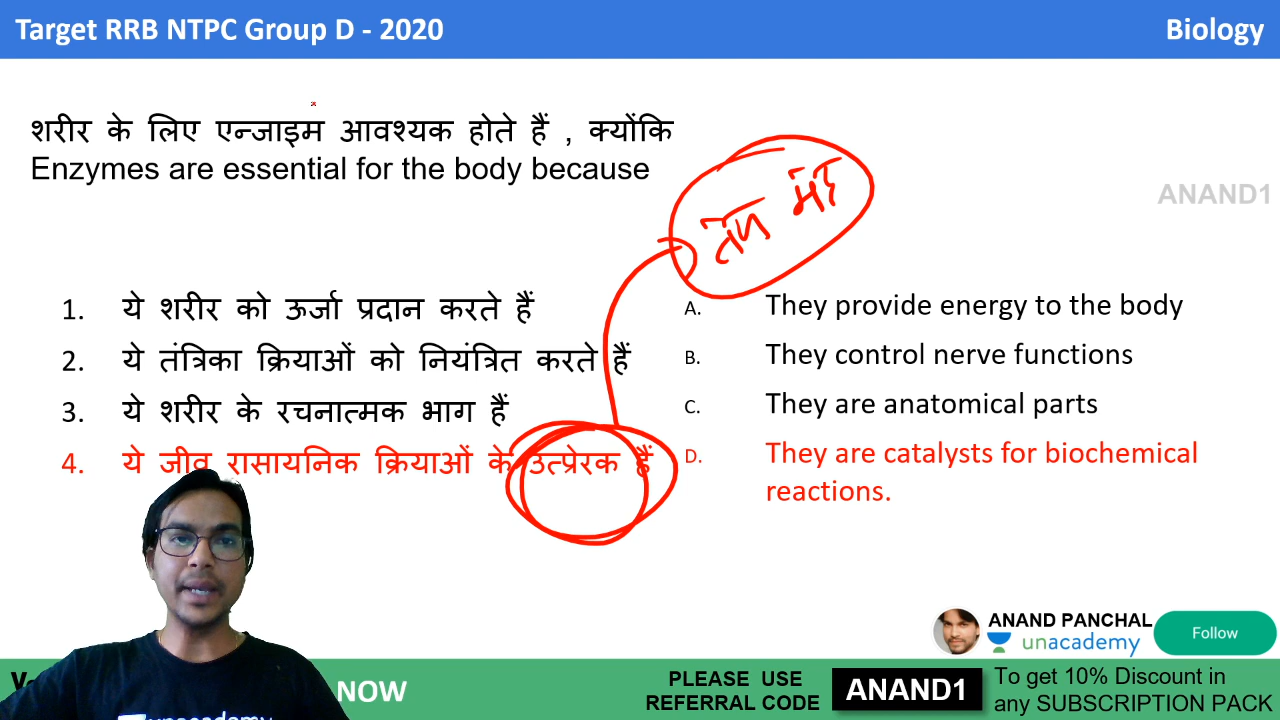 Target RRB NTPC Group D - 2020
Biology
शरीर के लिए एन्जाइम आवश्यक होते हैं , क्योंकि
Enzymes are essential for the body because
ANAND1
1. ये शरीर को ऊर्जा प्रदान करते हैं
2. ये तंत्रिका क्रियाओं को नियंत्रित करते हैं
3. ये शरीर के रचनात्मक भाग हैं
4. ये जीव रासायनिक क्रियाओं के उत्प्रेरक हैं
A. They provide energy to the body
B. They control nerve functions
C. They are anatomical parts
D. They are catalysts for biochemical
reactions.
ANAND PANCHAL
unacademy
Follow
NOW
PLEASE USE
REFERRAL CODE
ANAND1
To get 10% Discount in
any SUBSCRIPTION PACK
unacademy